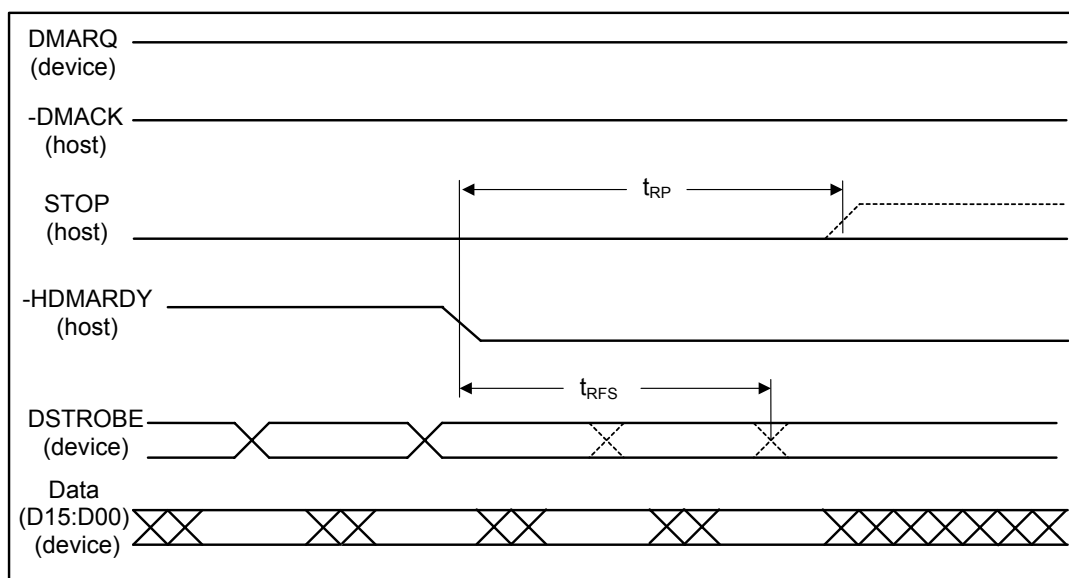 DMARQ
(device)
-DMACK
(host)
STOP
(host)
tRP
-HDMARDY
(host)
tRFS
DSTROBE
(device)
Data
(D15:D00)
(device)